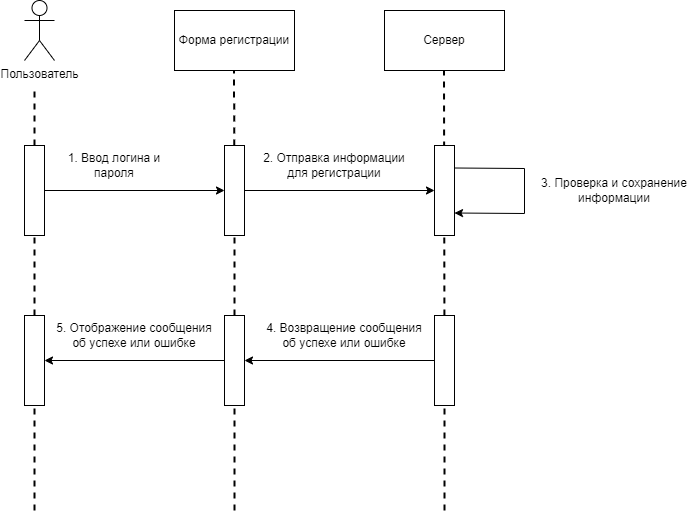 Пользователь
Форма регистрации
Сервер
1. Ввод логина и
пароля
2. Отправка информации
для регистрации
3. Проверка и сохранение
информации
5. Отображение сообщения
об успехе или ошибке
4. Возвращение сообщения
об успехе или ошибке